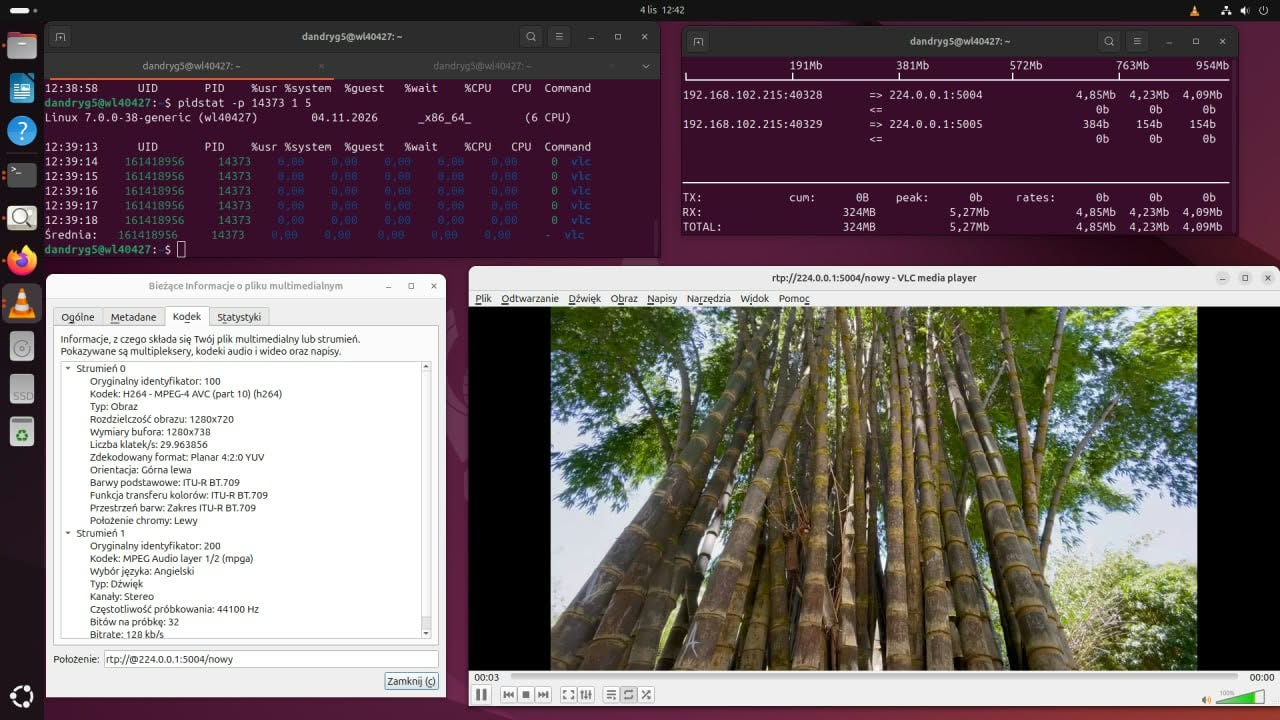 4 lis 12:42
dandryg5@wl40427: ~
dandryg5@wl40427: ~
dandryg5@wl40427: ~
12:38:58 UID PID %usr %system %guest %wait %CPU CPU Command
dandryg5@wl40427:~$ pidstat -p 14373 1 5
Linux 7.0.0-38-generic (wl40427) 04.11.2026 _x86_64_ (6 CPU)
12:39:13 UID PID %usr %system %guest %wait %CPU CPU Command
12:39:14 161418956 14373 0,00 0,00 0,00 0,00 0,00 0 vlc
12:39:15 161418956 14373 0,00 0,00 0,00 0,00 0,00 0 vlc
12:39:16 161418956 14373 0,00 0,00 0,00 0,00 0,00 0 vlc
12:39:17 161418956 14373 0,00 0,00 0,00 0,00 0,00 0 vlc
12:39:18 161418956 14373 0,00 0,00 0,00 0,00 0,00 0 vlc
Średnia: 161418956 14373 0,00 0,00 0,00 0,00 0,00 - vlc
dandryg5@wl40427:~$
dandryg5@wl40427: ~
191Mb 381Mb 572Mb 763Mb 954Mb
192.168.102.215:40328 => 224.0.0.1:5004 4,85Mb 4,23Mb 4,09Mb
<= 0b 0b 0b
192.168.102.215:40329 => 224.0.0.1:5005 384b 154b 154b
<= 0b 0b 0b
TX: cum: 0B peak: 0b rates: 0b 0b 0b
RX: 324MB 5,27Mb 4,85Mb 4,23Mb 4,09Mb
TOTAL: 324MB 5,27Mb 4,85Mb 4,23Mb 4,09Mb
SSD
Bieżące Informacje o pliku multimedialnym
Ogólne Metadane Kodek Statystyki
Informacje, z czego składa się Twój plik multimedialny lub strumień.
Pokazywane są multipleksery, kodeki audio i wideo oraz napisy.
Strumień 0
Oryginalny identyfikator: 100
Kodek: H264 - MPEG-4 AVC (part 10) (h264)
Typ: Obraz
Rozdzielczość obrazu: 1280x720
Wymiary bufora: 1280x738
Liczba klatek/s: 29.963856
Zdekodowany format: Planar 4:2:0 YUV
Orientacja: Górna lewa
Barwy podstawowe: ITU-R BT.709
Funkcja transferu kolorów: ITU-R BT.709
Przestrzeń barw: Zakres ITU-R BT.709
Położenie chromy: Lewy
Strumień 1
Oryginalny identyfikator: 200
Kodek: MPEG Audio layer 1/2 (mpga)
Wybór języka: Angielski
Typ: Dźwięk
Kanały: Stereo
Częstotliwość próbkowania: 44100 Hz
Bitów na próbkę: 32
Bitrate: 128 kb/s
Położenie: rtp://@224.0.0.1:5004/nowy
Zamknij (c)
rtp://224.0.0.1:5004/nowy - VLC media player
Plik Odtwarzanie Dźwięk Obraz Napisy Narzędzia Widok Pomoc
00:03 00:00
100%